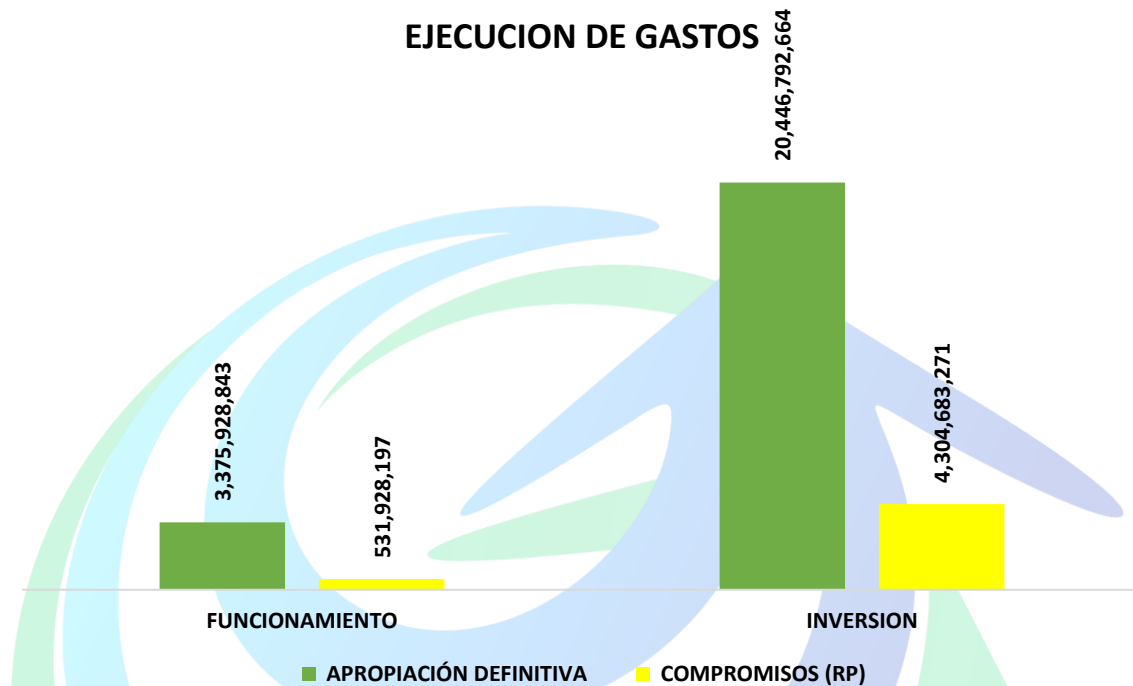 EJECUCION DE GASTOS
3,375,928,843
531,928,197
20,446,792,664
4,304,683,271
FUNCIONAMIENTO
INVERSION
APROPIACIÓN DEFINITIVA
COMPROMISOS (RP)